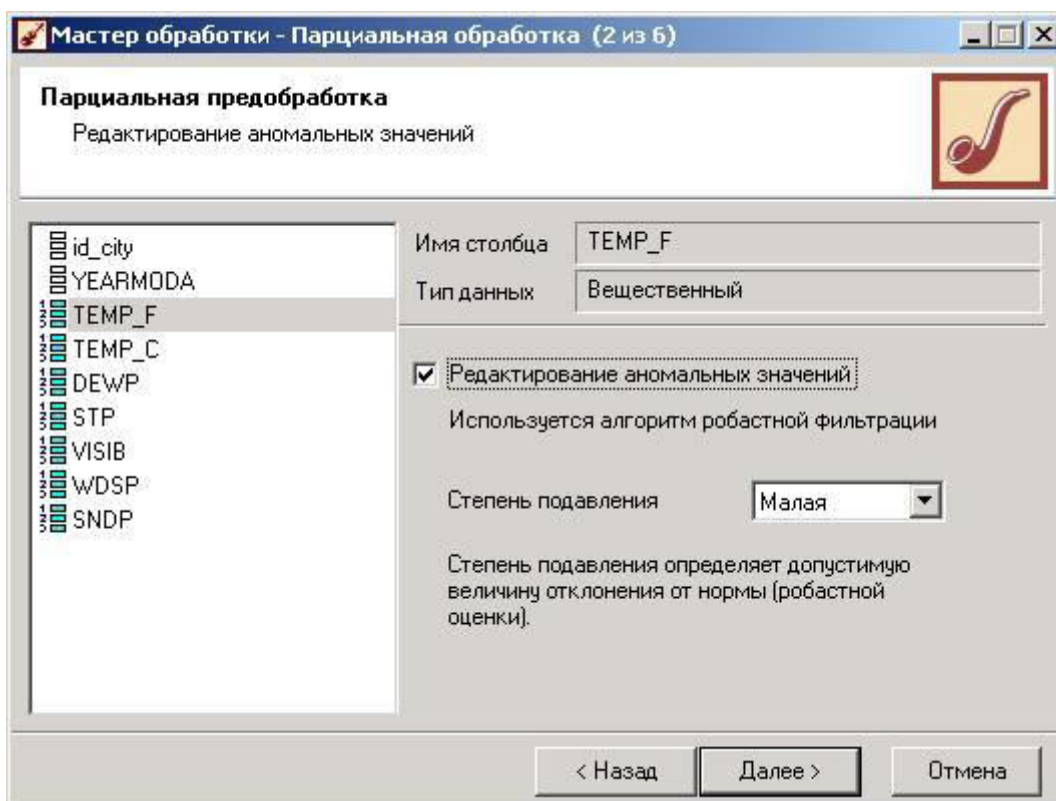 Мастер обработки - Парциальная обработка (2 из 6)
Парциальная предобработка
Редактирование аномальных значений
id_city
YEARMODA
TEMP_F
TEMP_C
DEWP
STP
VISIB
WDSP
SNDP
Имя столбца TEMP_F
Тип данных Вещественный
Редактирование аномальных значений
Используется алгоритм робастной фильтрации
Степень подавления Малая
Степень подавления определяет допустимую
величину отклонения от нормы (робастной
оценки).
< Назад Далее > Отмена